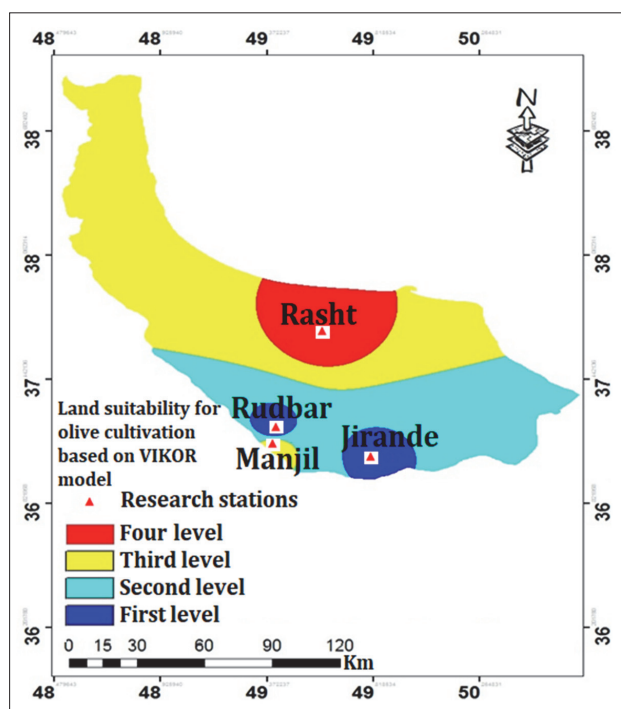 48 48 49 49 50
N
38
38
37
36
36
Rasht
Rudbar
Manjil
Jirande
Land suitability for
olive cultivation
based on VIKOR
model
Research stations
Four level
Third level
Second level
First level
0 15 30 60 90 120
Km
38
38
37
36
36
48 48 49 49 50